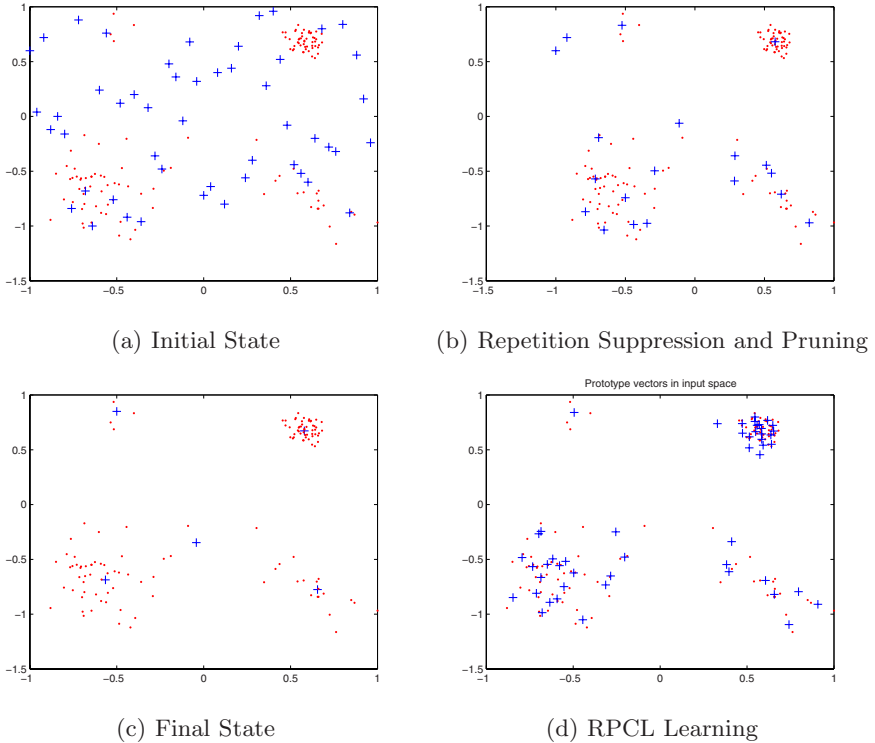 1
0.5
0
−0.5
−1
−1.5
−1 −0.5 0 0.5 1
(a) Initial State
1
0.5
0
−0.5
−1
−1.5
−1.5 −1 −0.5 0 0.5 1
(b) Repetition Suppression and Pruning
1
0.5
0
−0.5
−1
−1.5
−1 −0.5 0 0.5 1
(c) Final State
Prototype vectors in input space
1
0.5
0
−0.5
−1
−1.5
−1 −0.5 0 0.5 1
(d) RPCL Learning